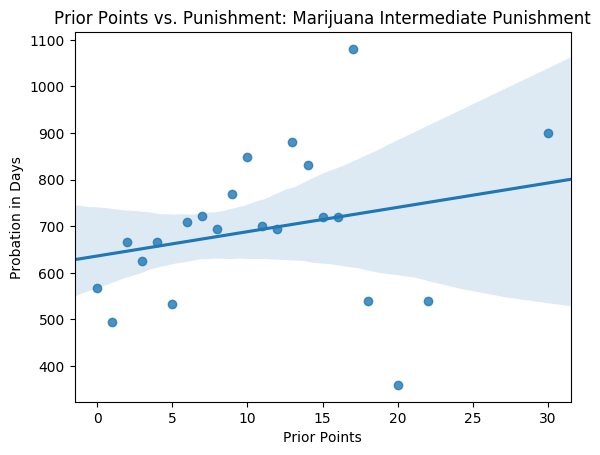 Prior Points vs. Punishment: Marijuana Intermediate Punishment
1100
1000
900
800
700
600
500
400
Probation in Days
0 5 10 15 20 25 30
Prior Points